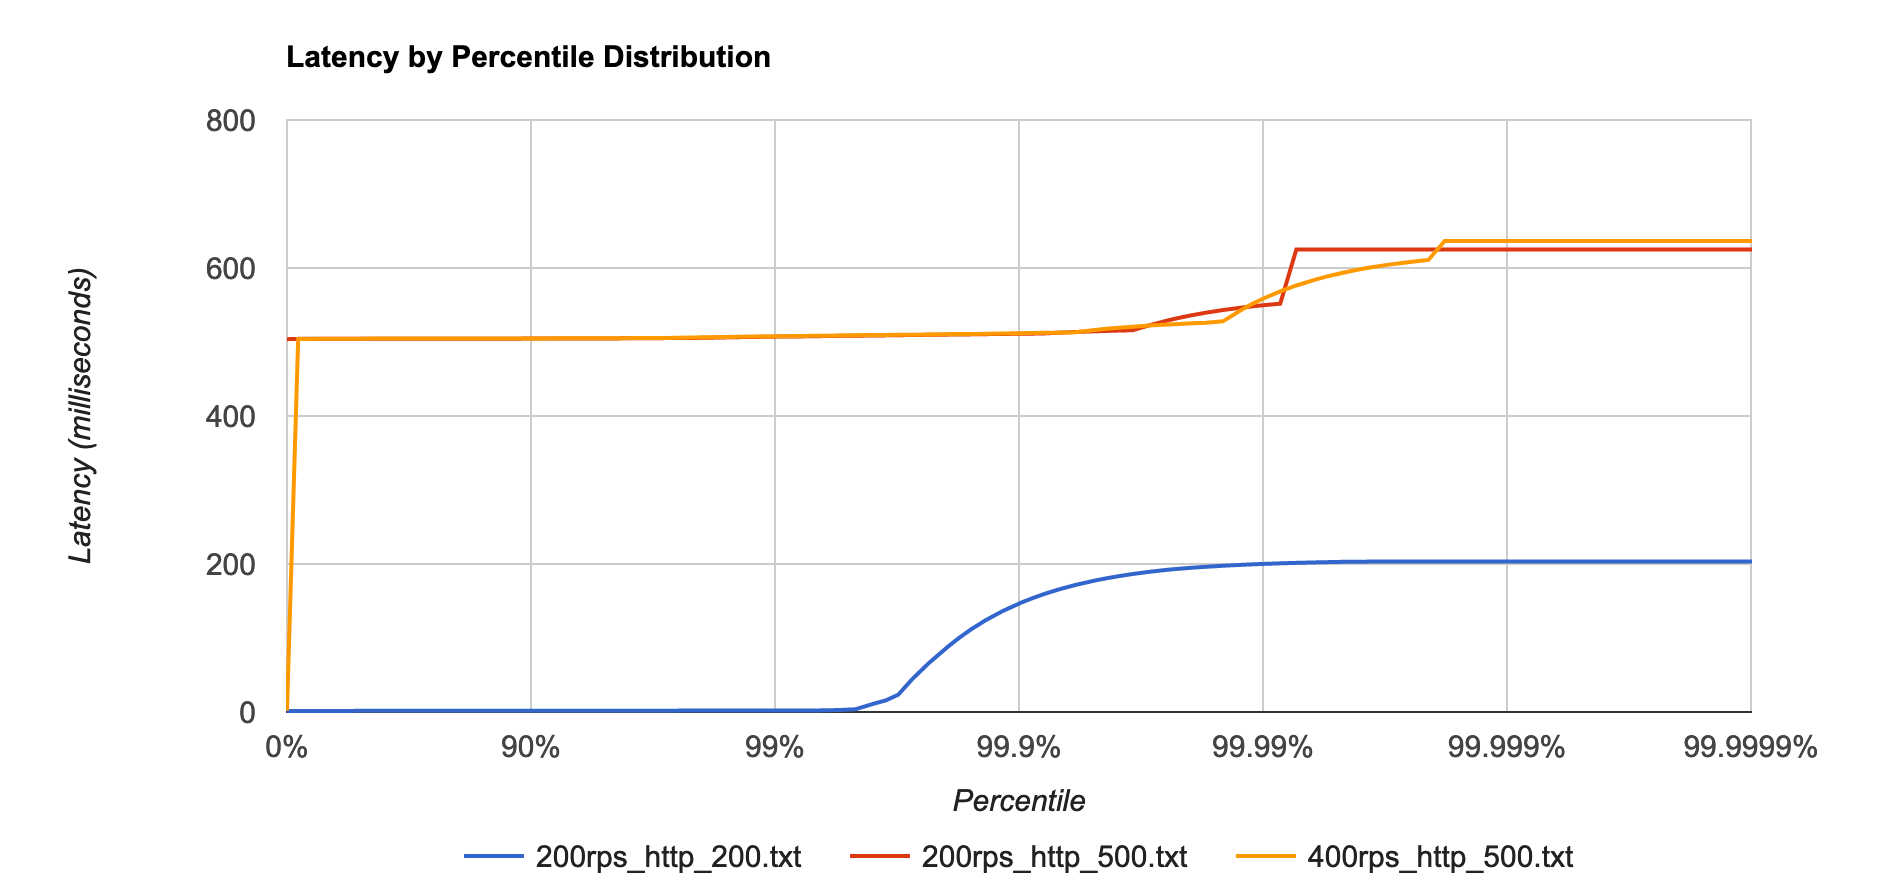 Latency by Percentile Distribution
Latency (milliseconds)
800
600
400
200
0
0% 90% 99% 99.9% 99.99% 99.999% 99.9999%
Percentile
200rps_http_200.txt 200rps_http_500.txt 400rps_http_500.txt